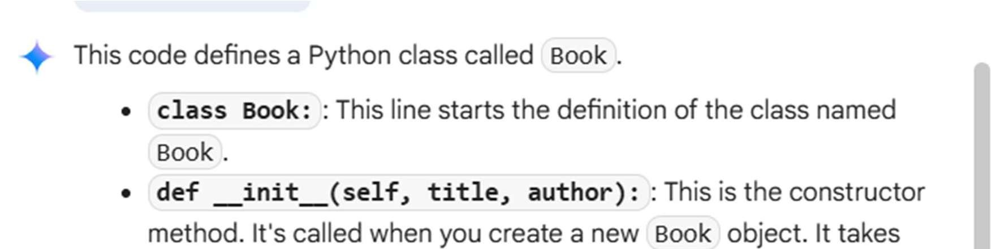 This code defines a Python class called Book.
• class Book:: This line starts the definition of the class named
Book.
• def __init__(self, title, author):: This is the constructor
method. It's called when you create a new Book object. It takes